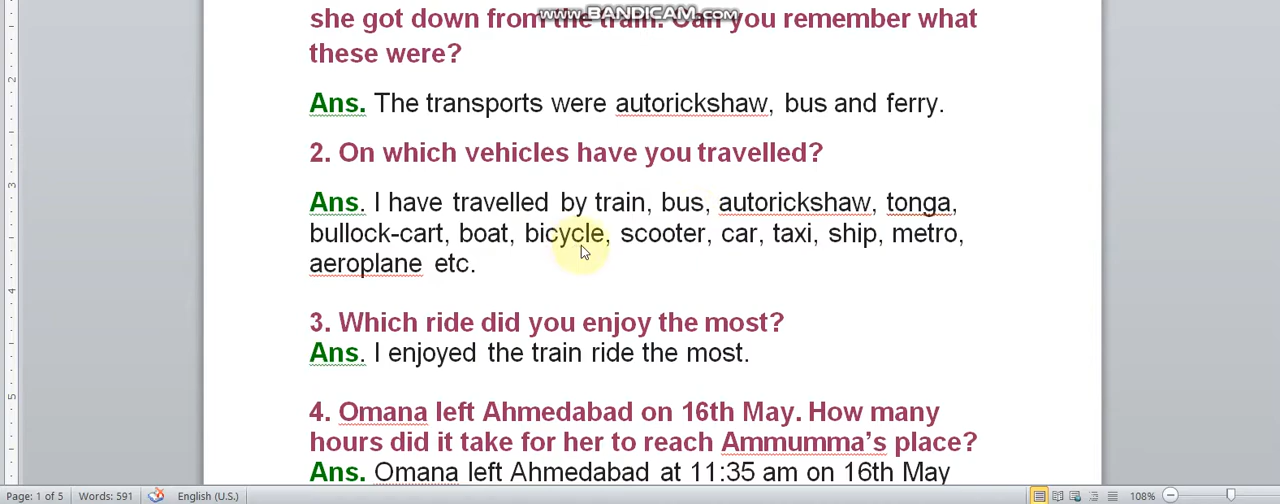 she got down from the train. Can you remember what
www.BANDICAM.com
these were?
Ans. The transports were autorickshaw, bus and ferry.
2. On which vehicles have you travelled?
Ans. I have travelled by train, bus, autorickshaw, tonga,
bullock-cart, boat, bicycle, scooter, car, taxi, ship, metro,
aeroplane etc.
3. Which ride did you enjoy the most?
Ans. I enjoyed the train ride the most.
4. Omana left Ahmedabad on 16th May. How many
hours did it take for her to reach Ammumma’s place?
Ans. Omana left Ahmedabad at 11:35 am on 16th May
2
3
4
5
Page: 1 of 5 Words: 591 English (U.S.) 108%